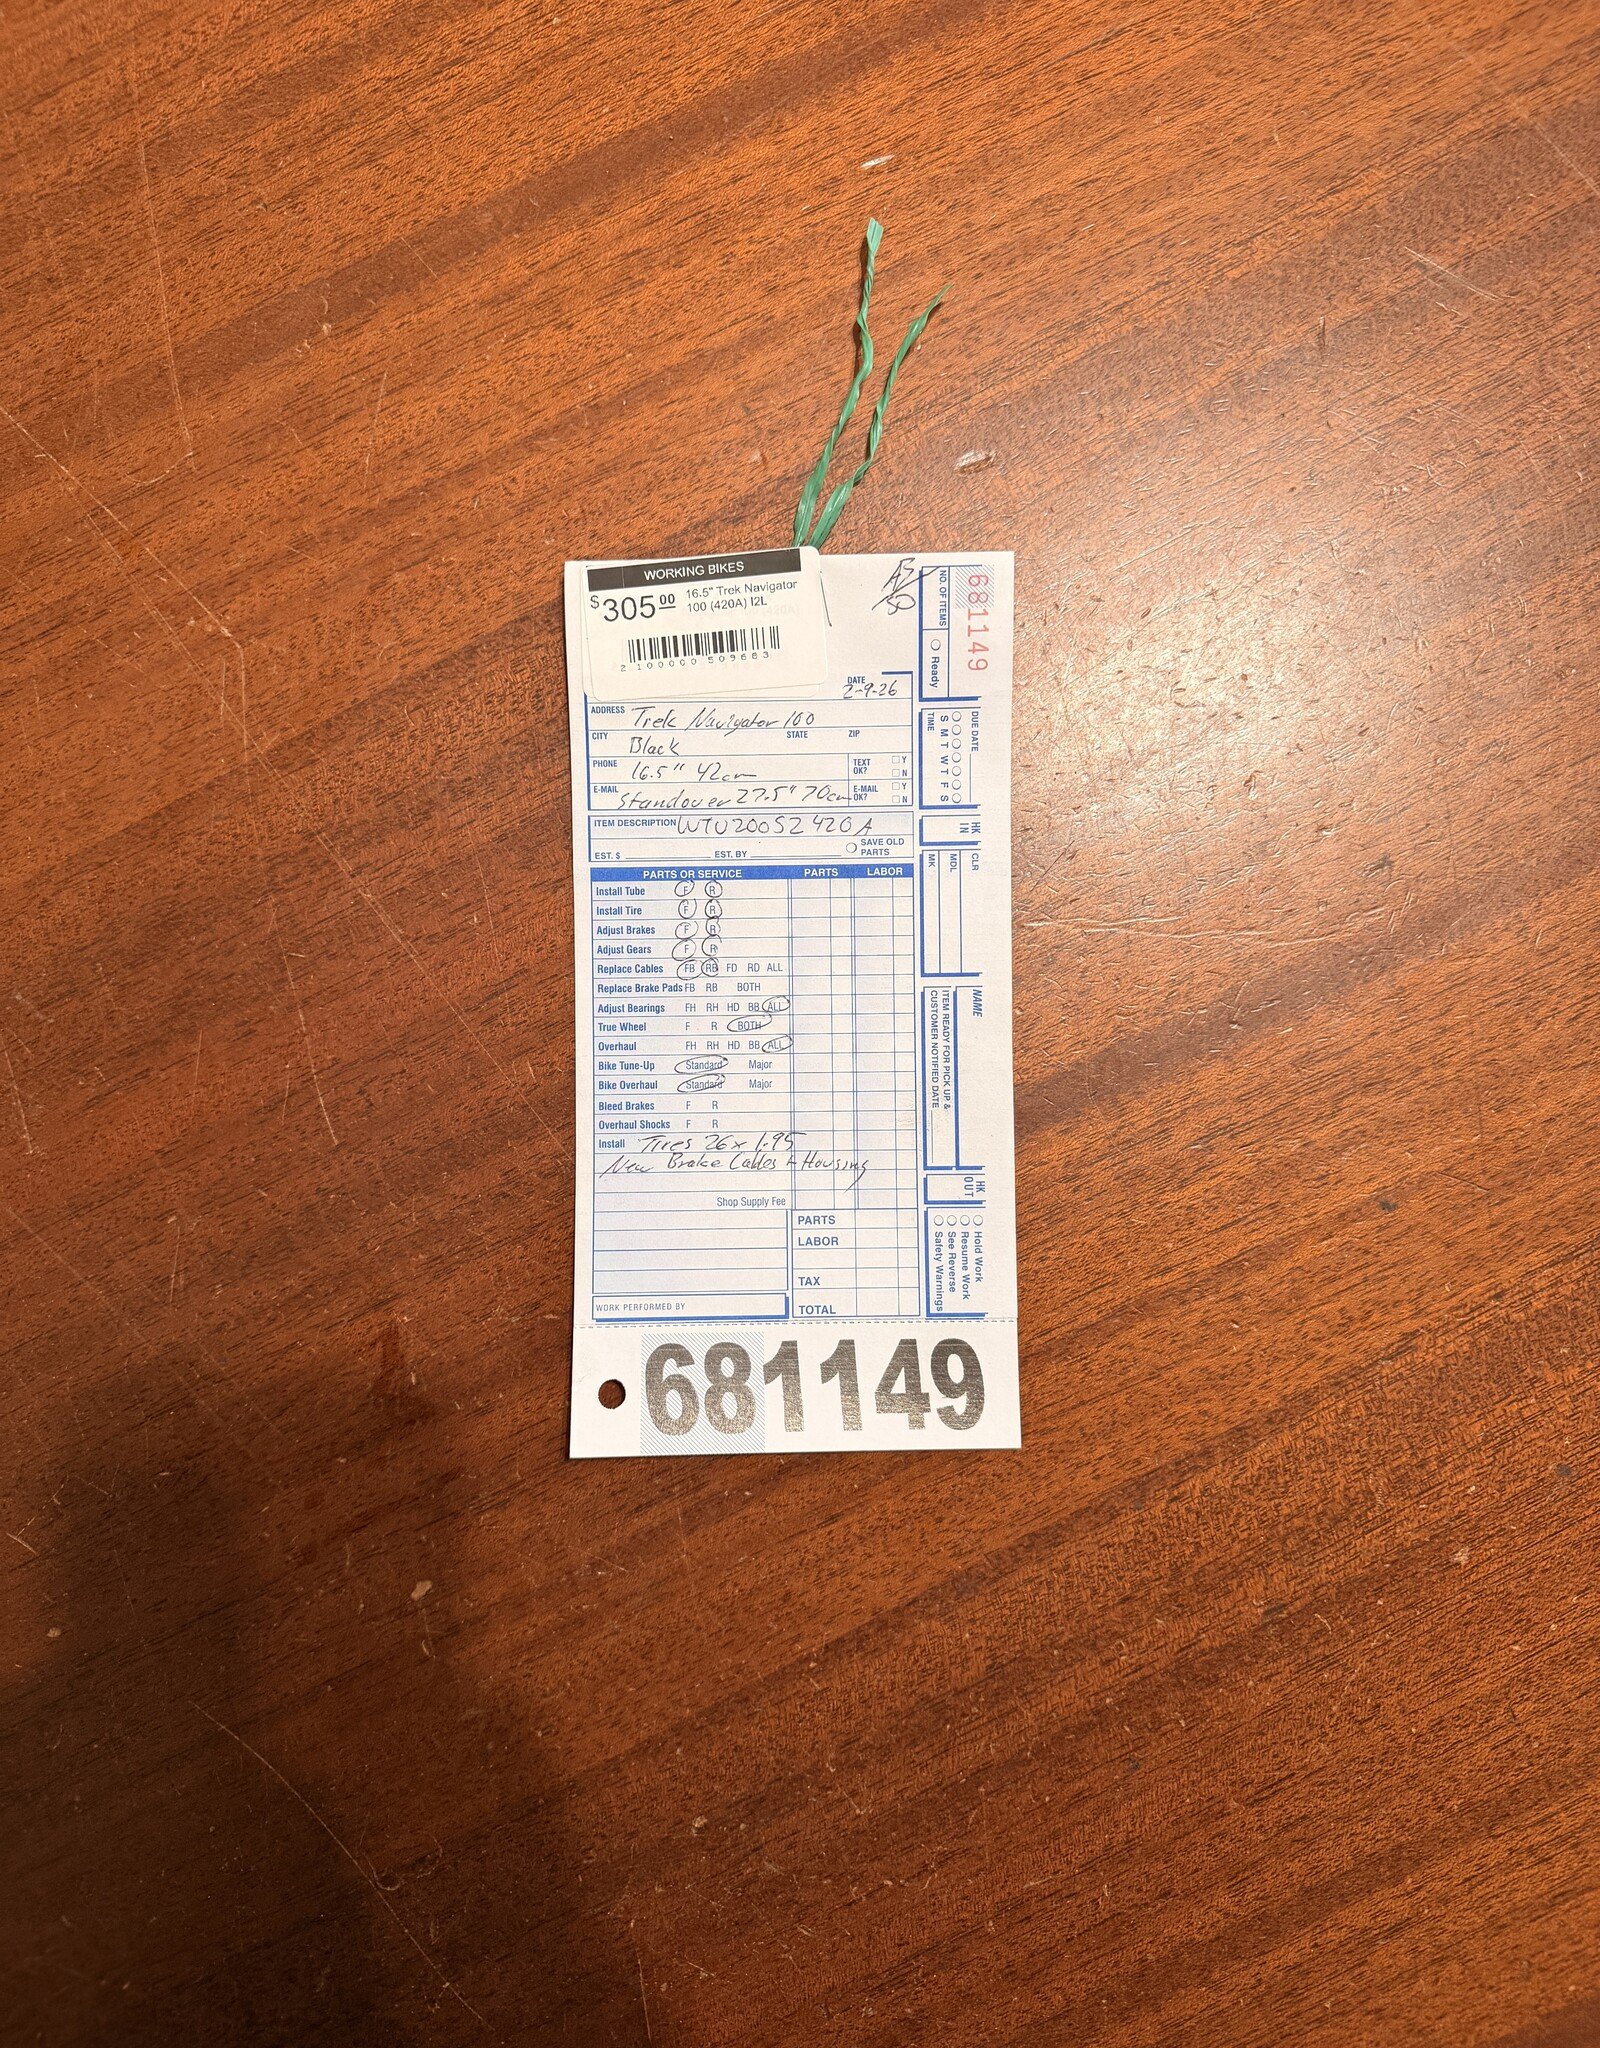 WORKING BIKES
$305.00 16.5" Trek Navigator
100 (420A) I2L
2 100000 509663
DATE
2-9-26
ADDRESS Trek Navigator 100
CITY Black STATE ZIP
PHONE 16.5" 42cm TEXT OK? Y N
E-MAIL Standover 27.5" 70cm E-MAIL OK? Y N
ITEM DESCRIPTION WTU200S2420A
EST. $ EST. BY SAVE OLD PARTS
PARTS OR SERVICE PARTS LABOR
Install Tube F R
Install Tire F R
Adjust Brakes F R
Adjust Gears F R
Replace Cables FB RB FD RD ALL
Replace Brake Pads FB RB BOTH
Adjust Bearings FH RH HD BB ALL
True Wheel F R BOTH
Overhaul FH RH HD BB ALL
Bike Tune-Up Standard Major
Bike Overhaul Standard Major
Bleed Brakes F R
Overhaul Shocks F R
Install Tires 26x1.95
New Brake Cables + Housing
Shop Supply Fee
PARTS
LABOR
TAX
WORK PERFORMED BY
TOTAL
681149
681149
NO. OF ITEMS
Ready
DUE DATE
S M T W T F S
TIME
HK IN
CLR
MDL
MK
NAME
ITEM READY FOR PICK UP &
CUSTOMER NOTIFIED DATE
HK OUT
Hold Work
Resume Work
See Reverse
Safety Warnings